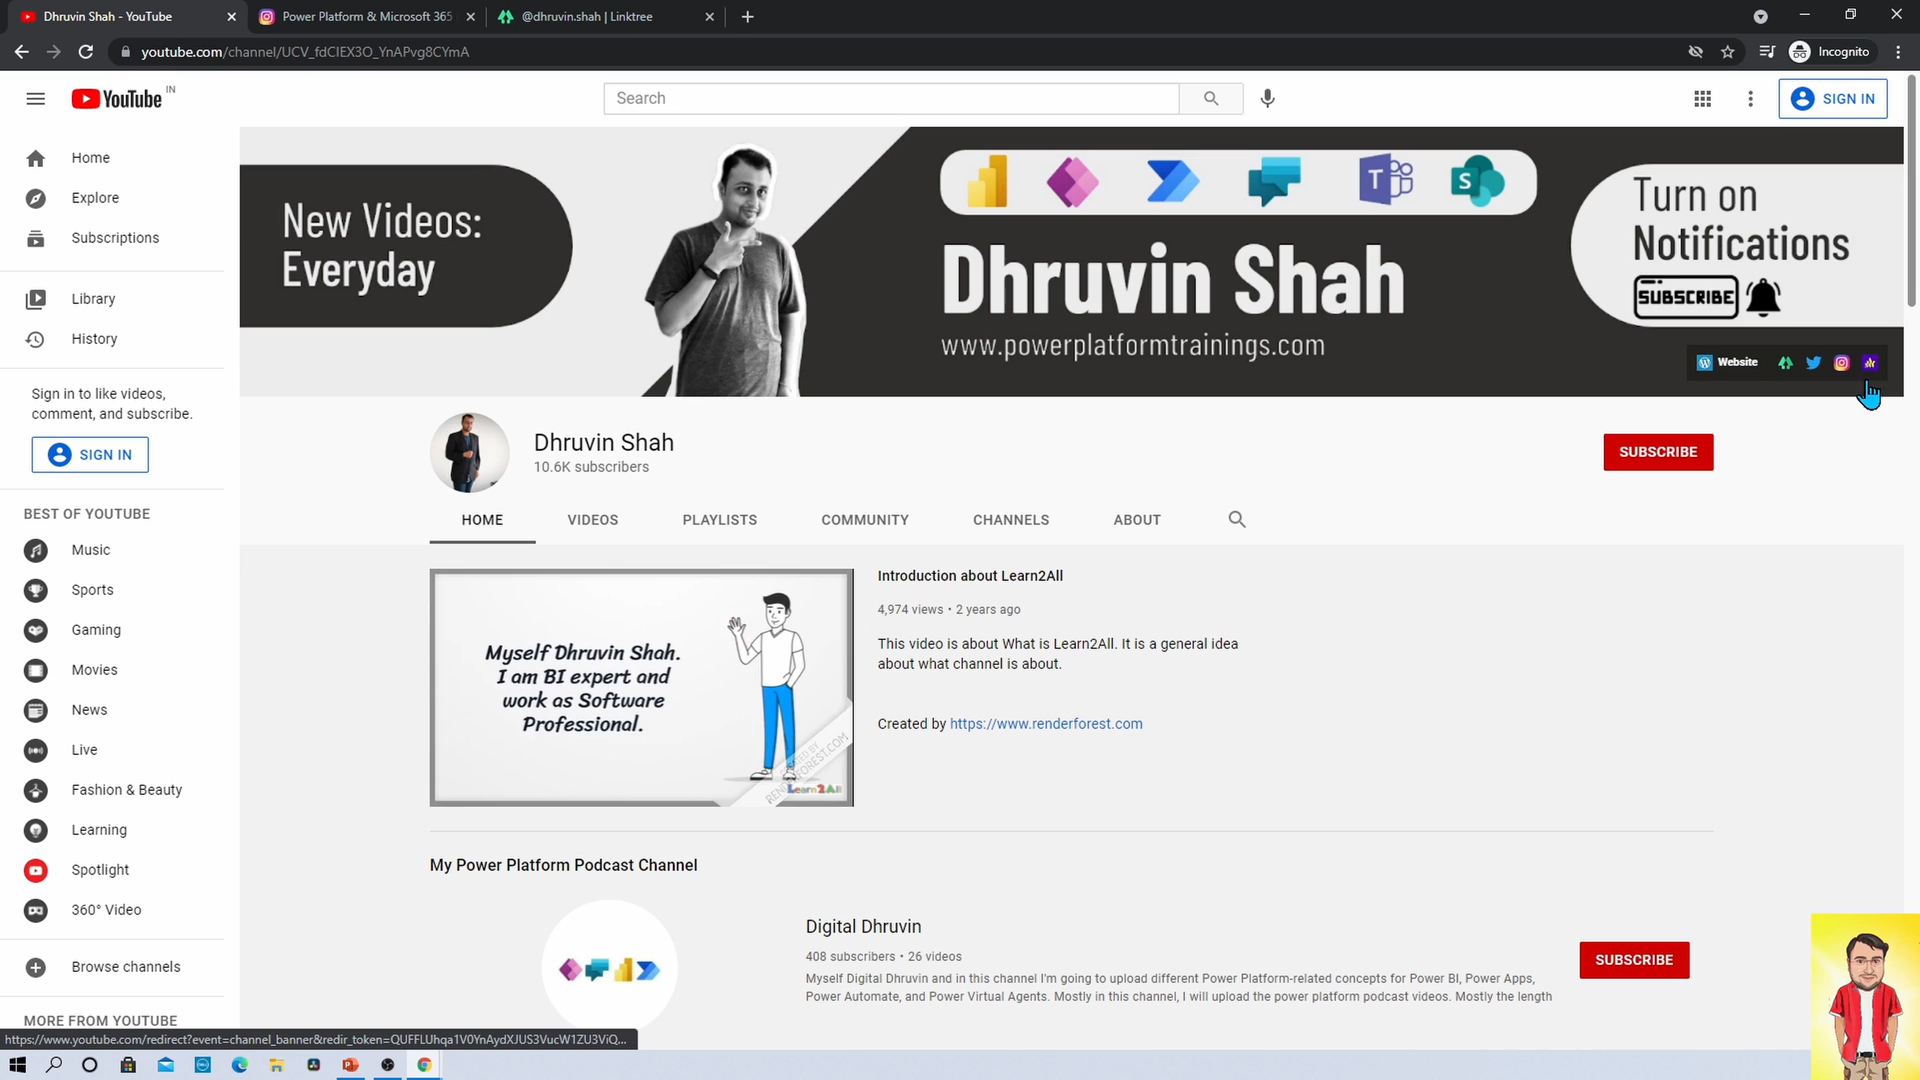 Dhruvin Shah - YouTube
Power Platform & Microsoft 365
@dhruvin.shah | Linktree
youtube.com/channel/UCV_fdCIEX3O_YnAPvg8CYmA
Incognito
YouTube IN
Search
SIGN IN
Home
Explore
Subscriptions
Library
History
Sign in to like videos,
comment, and subscribe.
SIGN IN
BEST OF YOUTUBE
Music
Sports
Gaming
Movies
News
Live
Fashion & Beauty
Learning
Spotlight
360° Video
Browse channels
MORE FROM YOUTUBE
New Videos:
Everyday
Dhruvin Shah
www.powerplatformtrainings.com
Turn on
Notifications
SUBSCRIBE
Website
Dhruvin Shah
10.6K subscribers
SUBSCRIBE
HOME
VIDEOS
PLAYLISTS
COMMUNITY
CHANNELS
ABOUT
Myself Dhruvin Shah.
I am BI expert and
work as Software
Professional.
CREATED BY
RENDERFOREST.COM
Learn2All
Introduction about Learn2All
4,974 views • 2 years ago
This video is about What is Learn2All. It is a general idea
about what channel is about.
Created by https://www.renderforest.com
My Power Platform Podcast Channel
Digital Dhruvin
408 subscribers • 26 videos
Myself Digital Dhruvin and in this channel I'm going to upload different Power Platform-related concepts for Power BI, Power Apps,
Power Automate, and Power Virtual Agents. Mostly in this channel, I will upload the power platform podcast videos. Mostly the length
SUBSCRIBE